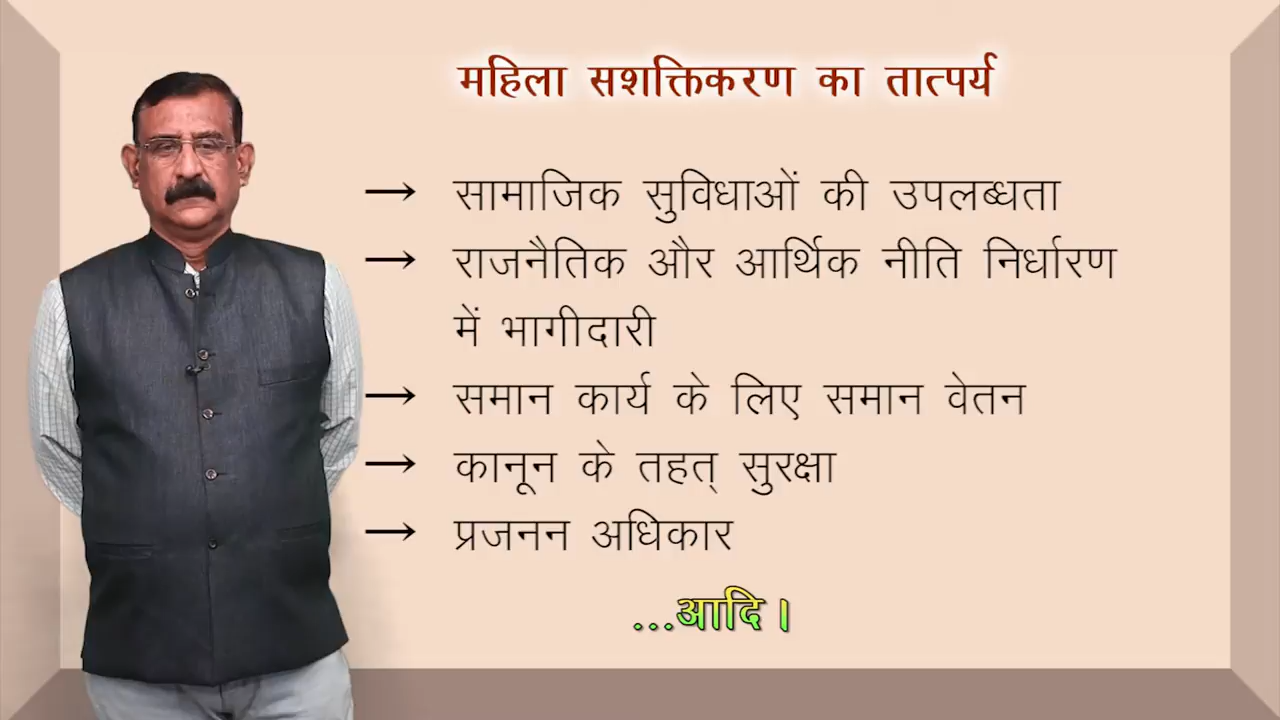 महिला सशक्तिकरण का तात्पर्य
→ सामाजिक सुविधाओं की उपलब्धता
→ राजनैतिक और आर्थिक नीति निर्धारण
में भागीदारी
→ समान कार्य के लिए समान वेतन
→ कानून के तहत् सुरक्षा
→ प्रजनन अधिकार
...आदि।